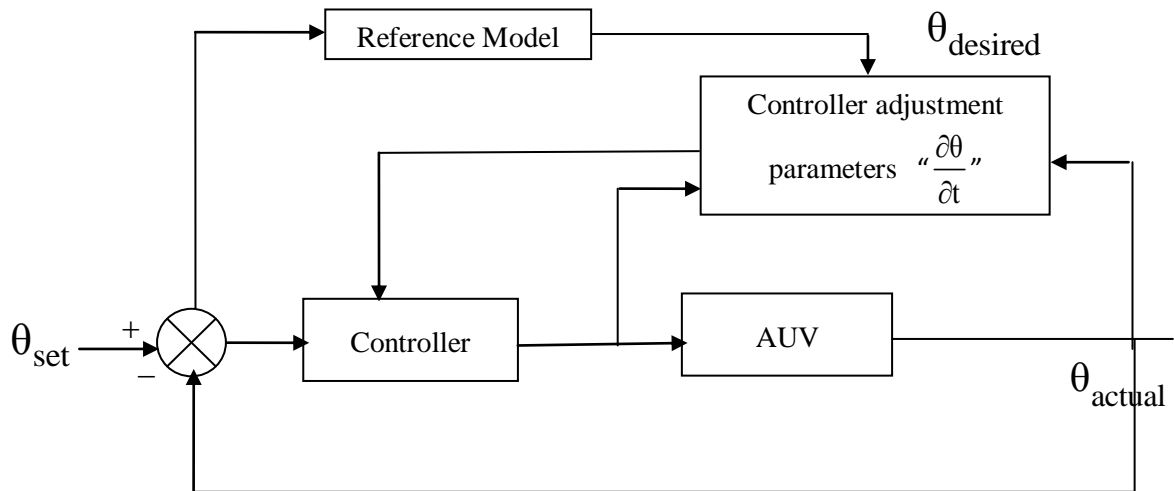 Reference Model
θdesired
Controller adjustment
parameters “∂θ/∂t”
θset
+
−
Controller
AUV
θactual